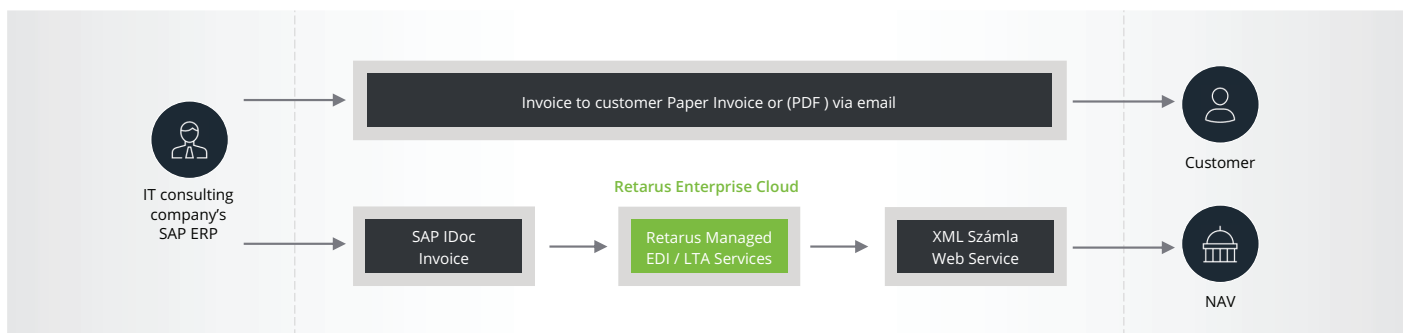 Invoice to customer Paper Invoice or (PDF ) via email
IT consulting
company's
SAP ERP
Customer
Retarus Enterprise Cloud
SAP IDoc
Invoice
Retarus Managed
EDI / LTA Services
XML Számla
Web Service
NAV